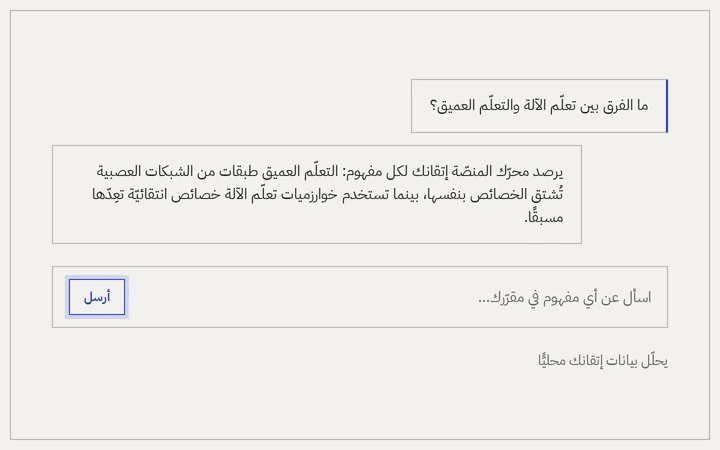 ما الفرق بين تعلّم الآلة والتعلّم العميق؟
يرصد محرّك المنصّة إتقانك لكل مفهوم: التعلّم العميق طبقات من الشبكات العصبية
تُشتق الخصائص بنفسها، بينما تستخدم خوارزميات تعلّم الآلة خصائص انتقائيّة تعِدّها
مسبقًا.
اسأل عن أي مفهوم في مقرّرك...
أرسل
يحلّل بيانات إتقانك محليًّا